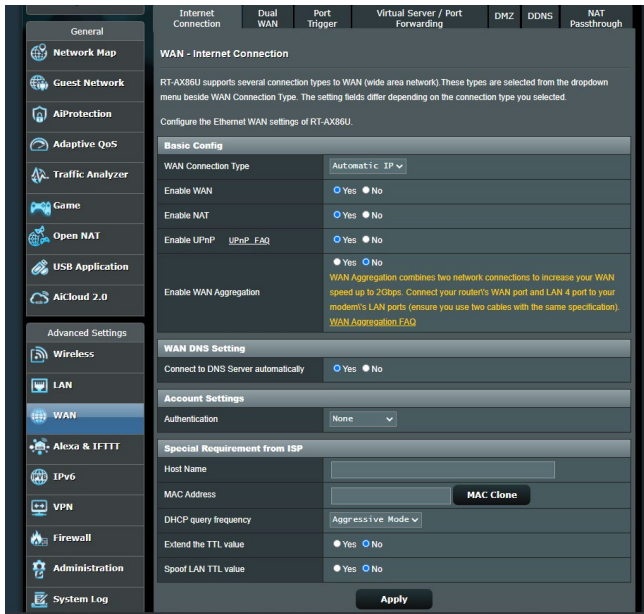 General
Network Map
Guest Network
AiProtection
Adaptive QoS
Traffic Analyzer
Game
Open NAT
USB Application
AiCloud 2.0
Advanced Settings
Wireless
LAN
WAN
Alexa & IFTTT
IPv6
VPN
Firewall
Administration
System Log
Internet Connection
Dual WAN
Port Trigger
Virtual Server / Port Forwarding
DMZ
DDNS
NAT Passthrough
WAN - Internet Connection
RT-AX86U supports several connection types to WAN (wide area network).These types are selected from the dropdown
menu beside WAN Connection Type. The setting fields differ depending on the connection type you selected.
Configure the Ethernet WAN settings of RT-AX86U.
Basic Config
WAN Connection Type Automatic IP
Enable WAN Yes No
Enable NAT Yes No
Enable UPnP UPnP FAQ Yes No
Enable WAN Aggregation Yes No
WAN Aggregation combines two network connections to increase your WAN
speed up to 2Gbps. Connect your router\'s WAN port and LAN 4 port to your
modem\'s LAN ports (ensure you use two cables with the same specification).
WAN Aggregation FAQ
WAN DNS Setting
Connect to DNS Server automatically Yes No
Account Settings
Authentication None
Special Requirement from ISP
Host Name
MAC Address MAC Clone
DHCP query frequency Aggressive Mode
Extend the TTL value Yes No
Spoof LAN TTL value Yes No
Apply